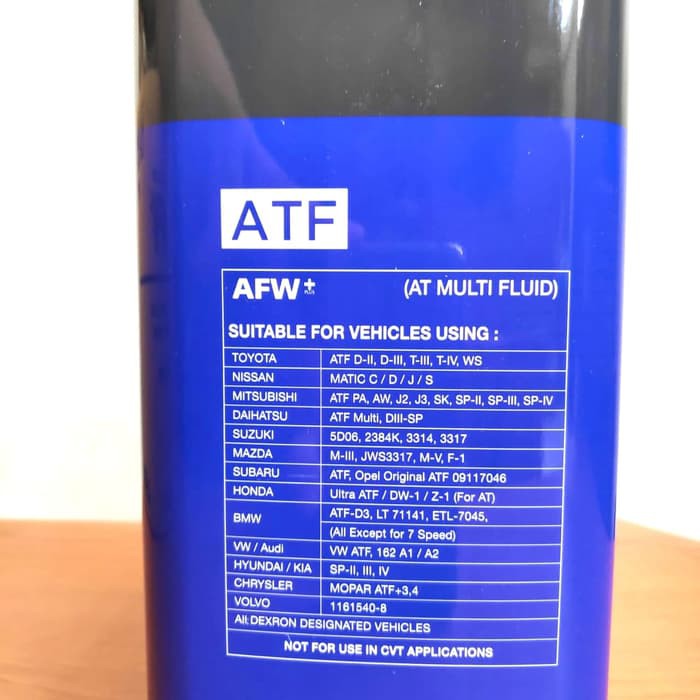 ATF
AFW+ PLUS (AT MULTI FLUID)
SUITABLE FOR VEHICLES USING :
TOYOTA ATF D-II, D-III, T-III, T-IV, WS
NISSAN MATIC C / D / J / S
MITSUBISHI ATF PA, AW, J2, J3, SK, SP-II, SP-III, SP-IV
DAIHATSU ATF Multi, DIII-SP
SUZUKI 5D06, 2384K, 3314, 3317
MAZDA M-III, JWS3317, M-V, F-1
SUBARU ATF, Opel Original ATF 09117046
HONDA Ultra ATF / DW-1 / Z-1 (For AT)
BMW ATF-D3, LT 71141, ETL-7045,
(All Except for 7 Speed)
VW / Audi VW ATF, 162 A1 / A2
HYUNDAI / KIA SP-II, III, IV
CHRYSLER MOPAR ATF+3,4
VOLVO 1161540-8
All DEXRON DESIGNATED VEHICLES
NOT FOR USE IN CVT APPLICATIONS